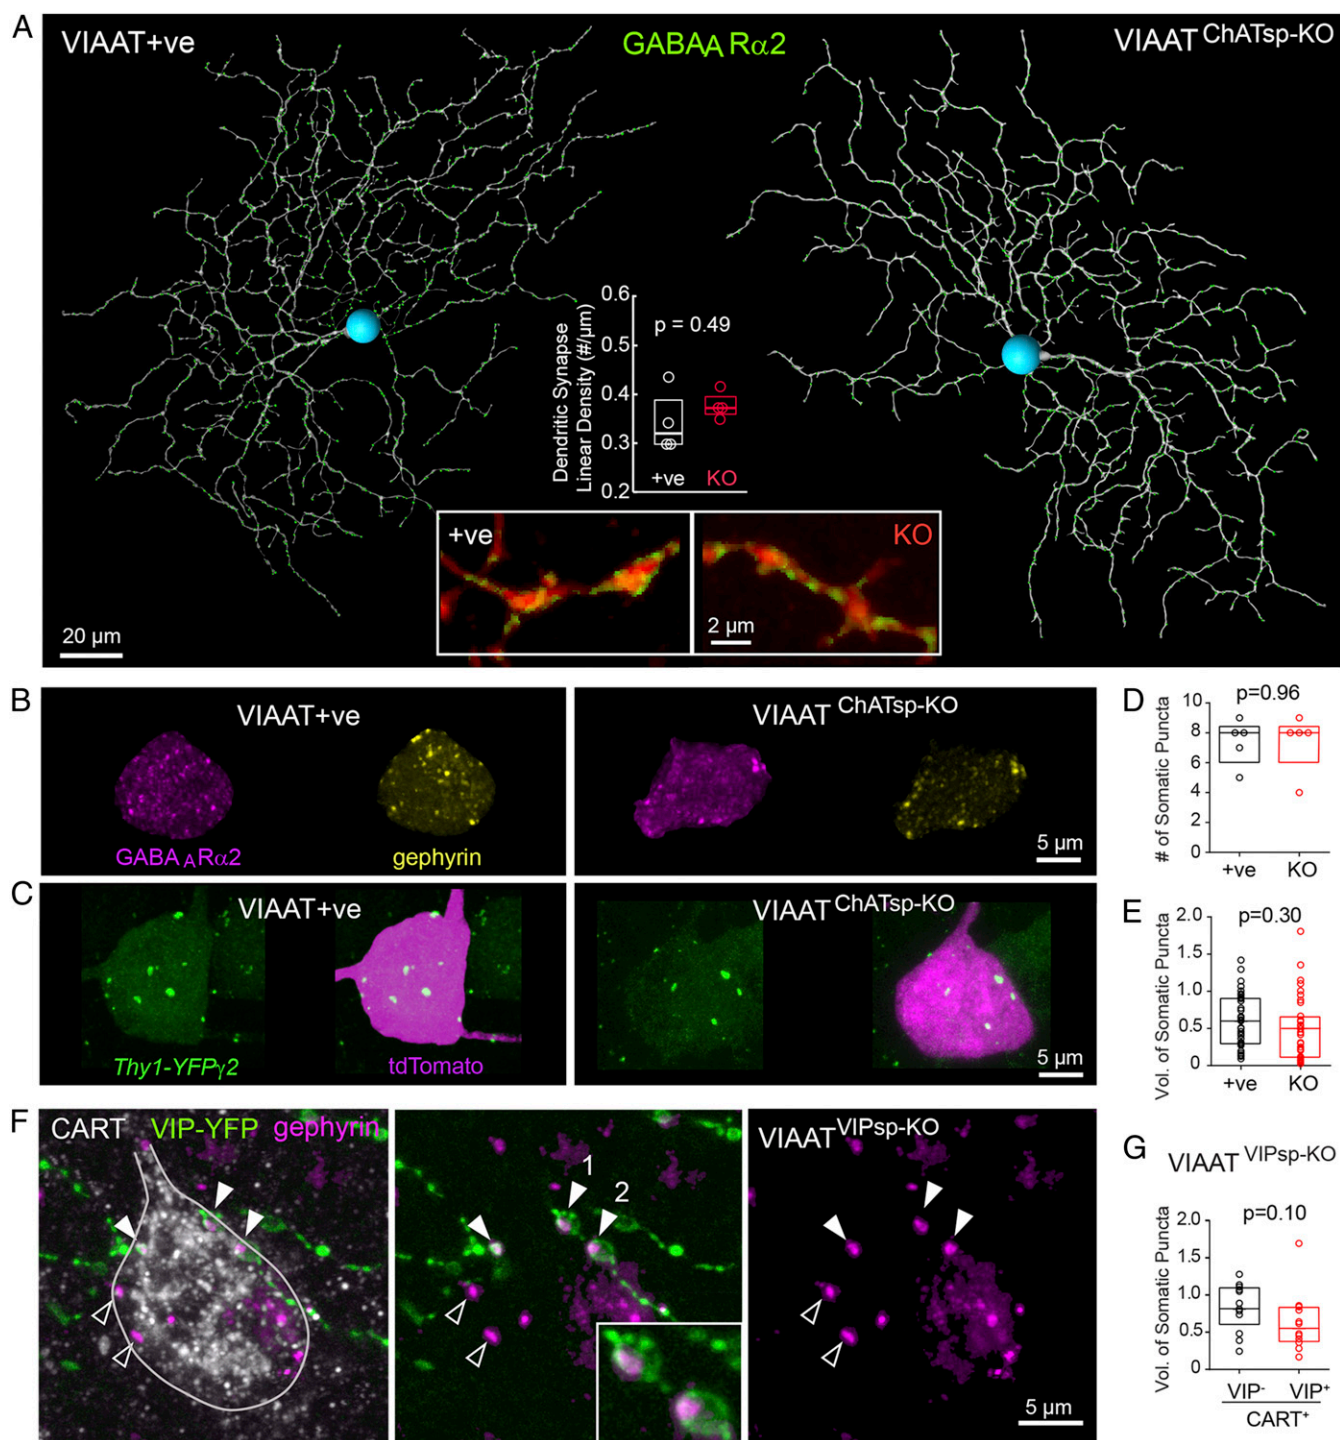 A
VIAAT+ve
GABAA Rα2
VIAAT ChATsp-KO
Dendritic Synapse
Linear Density (#/µm)
0.6
0.5
0.4
0.3
0.2
p = 0.49
+ve KO
+ve
KO
20 µm
2 µm
B
VIAAT+ve
VIAAT ChATsp-KO
GABA A Rα2
gephyrin
5 µm
C
VIAAT+ve
VIAAT ChATsp-KO
Thy1-YFPγ2
tdTomato
5 µm
D
p=0.96
# of Somatic Puncta
10
8
6
4
2
0
+ve KO
E
p=0.30
Vol. of Somatic Puncta
2.0
1.5
1.0
0.5
0
+ve KO
F
CART VIP-YFP gephyrin
1
2
VIAAT VIPsp-KO
5 µm
G
VIAAT VIPsp-KO
p=0.10
Vol. of Somatic Puncta
2.0
1.5
1.0
0.5
0
VIP- VIP+
CART+